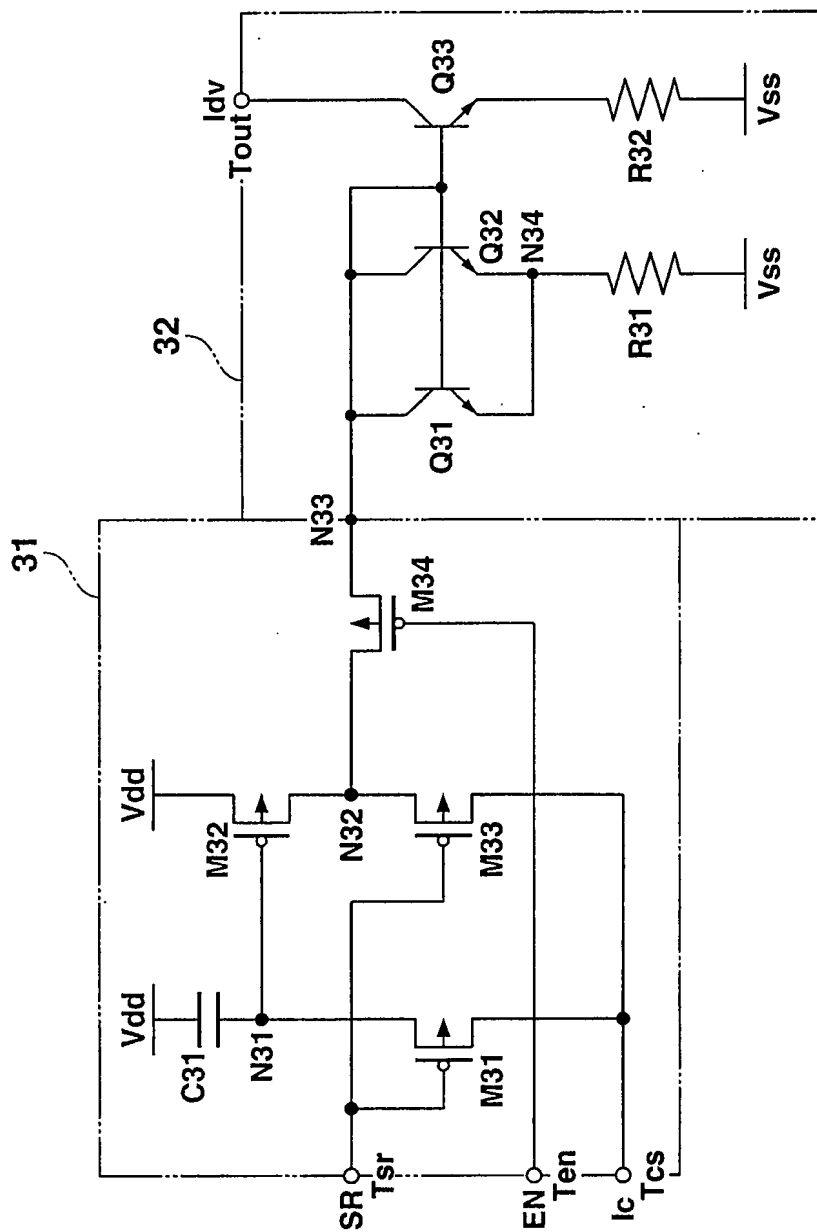 31
32
Vdd
Vdd
C31
N31
M32
N32
M31
M33
M34
N33
SR
Tsr
EN
Ten
Ic
Tcs
Idv
Tout
Q31
Q32
Q33
N34
R31
R32
Vss
Vss